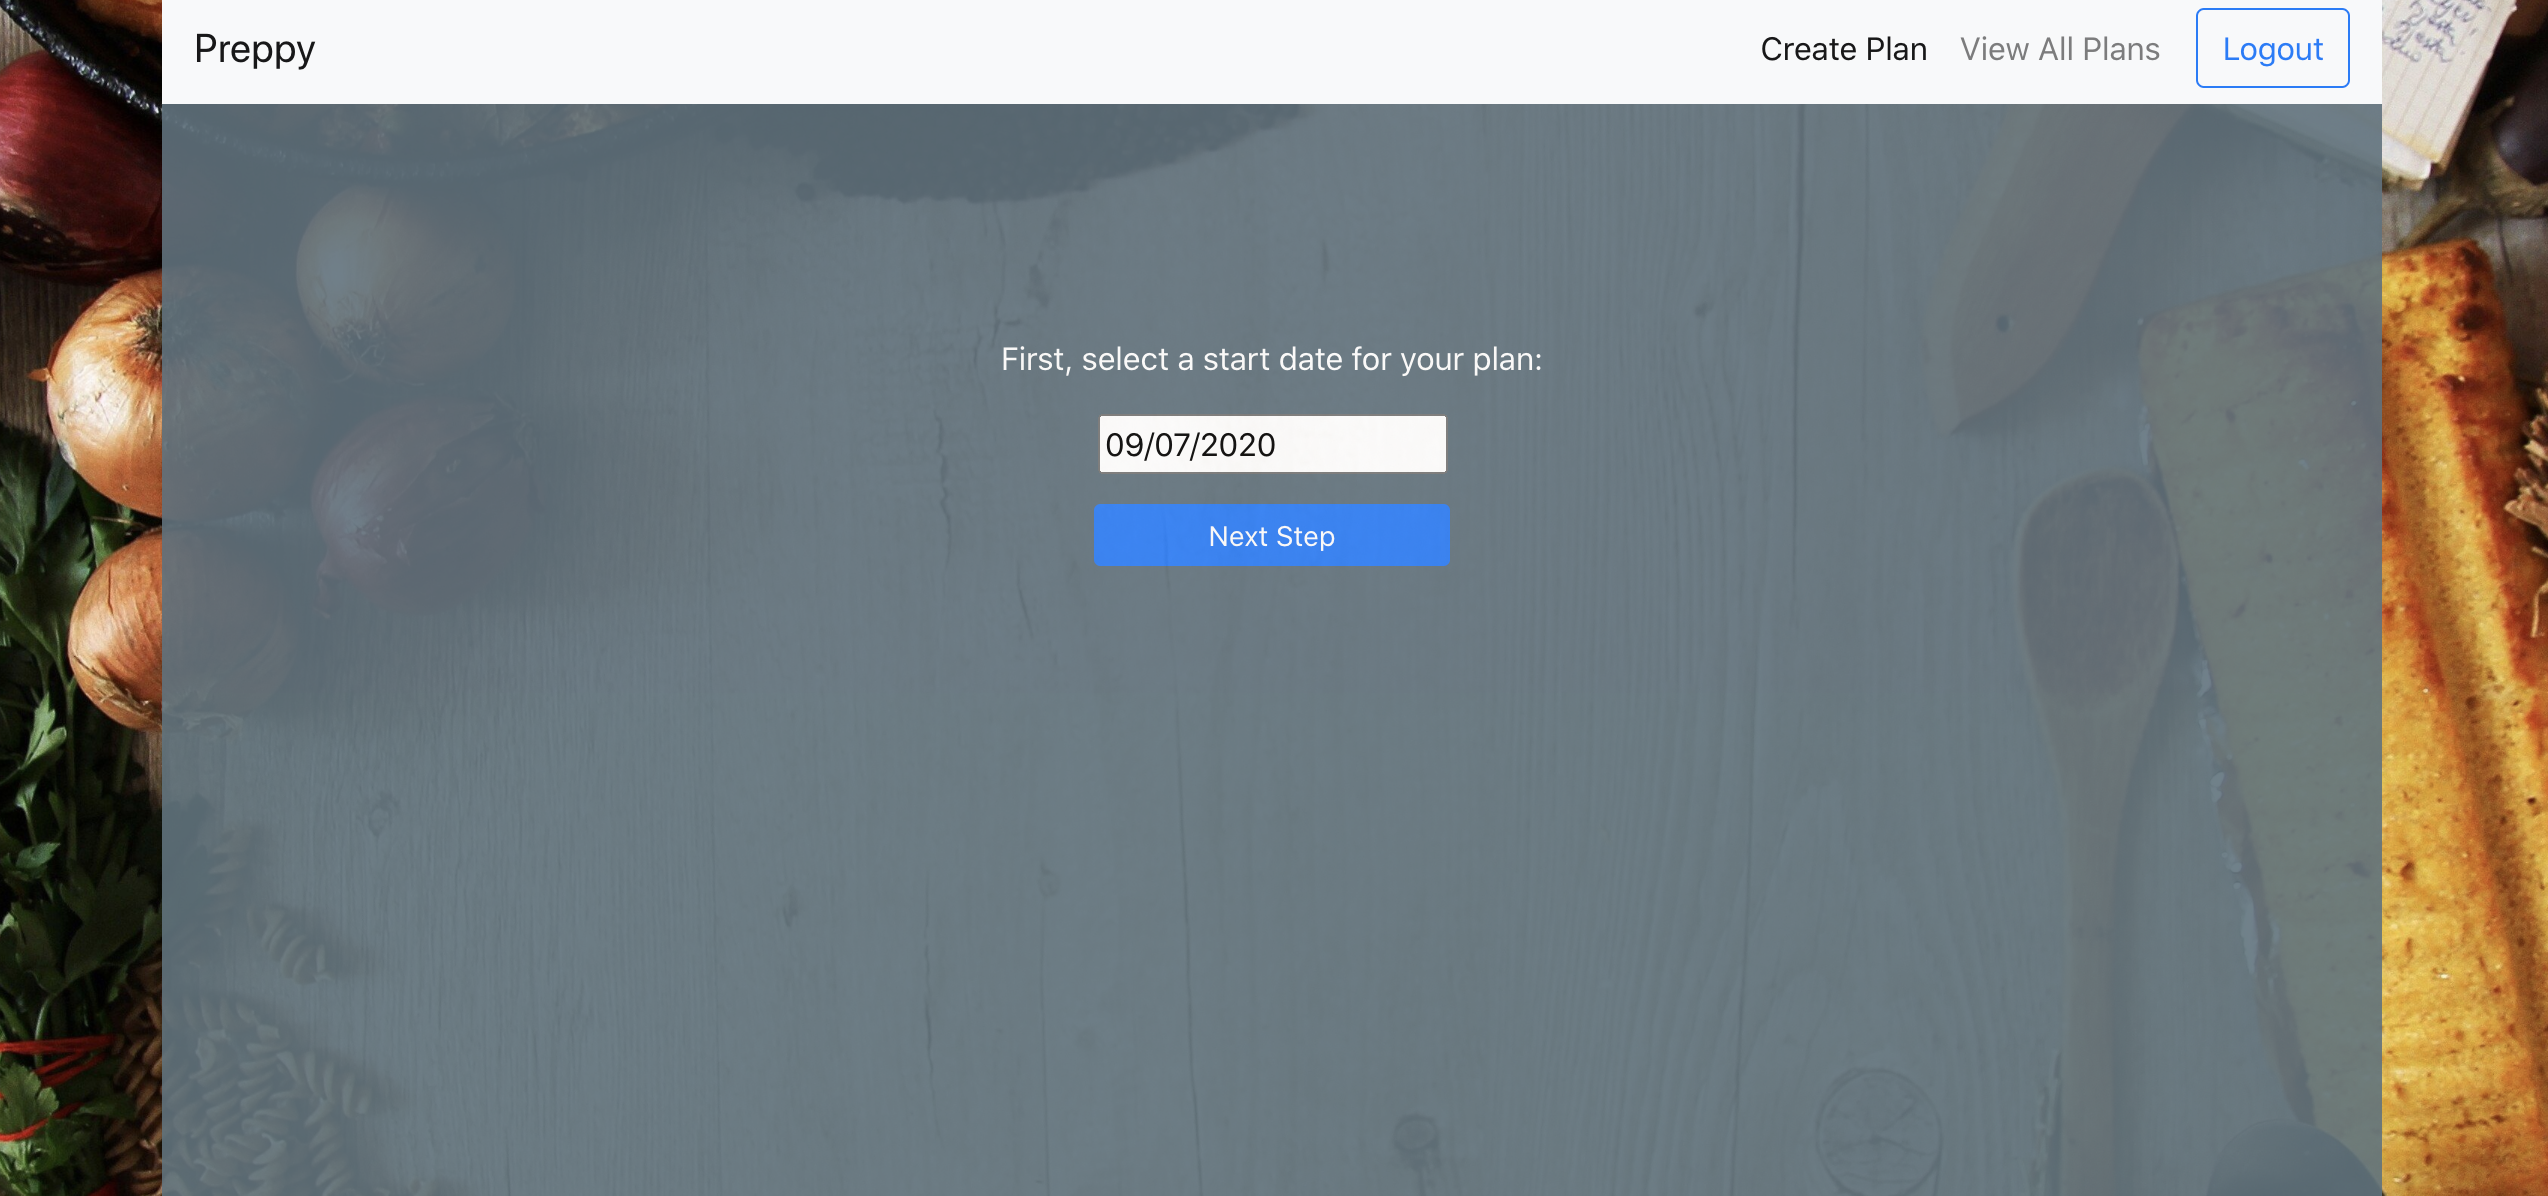 Preppy
Create Plan
View All Plans
Logout
First, select a start date for your plan:
09/07/2020
Next Step